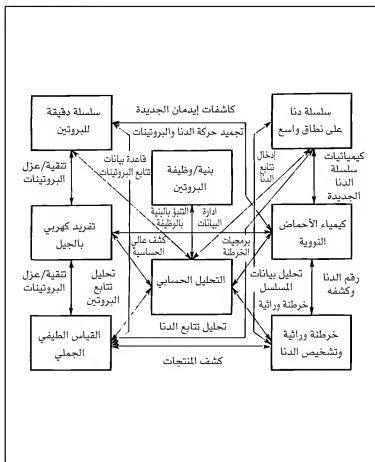 كاشفات إيدمان الجديدة
سلسلة دقيقة
للبروتين
سلسلة دنا
على نطاق واسع
تجميد حركة الدنا والبروتينات
قاعدة بيانات
تتابع البروتينات
إدخال
تتابع
الدنا
بنية/وظيفة
البروتين
تنقية/عزل
البروتينات
كيميائيات
سلسلة
الدنا
الجديدة
التنبؤ بالبنية
بالوظيفة
ادارة
البيانات
تفريد كهربي
بالجيل
كشف عالي
الحساسية
برمجيات
الخرطنة
كيمياء الأحماض
النووية
التحليل الحسابي
تنقية/عزل
البروتينات
تحليل
تتابع
البروتين
تحليل بيانات
المسلسل
خرطنة وراثية
رقم الدنا
وكشفه
القياس الطيفي
الجملي
تحليل تتابع الدنا
خرطنة وراثية
وتشخيص الدنا
كشف المنتجات